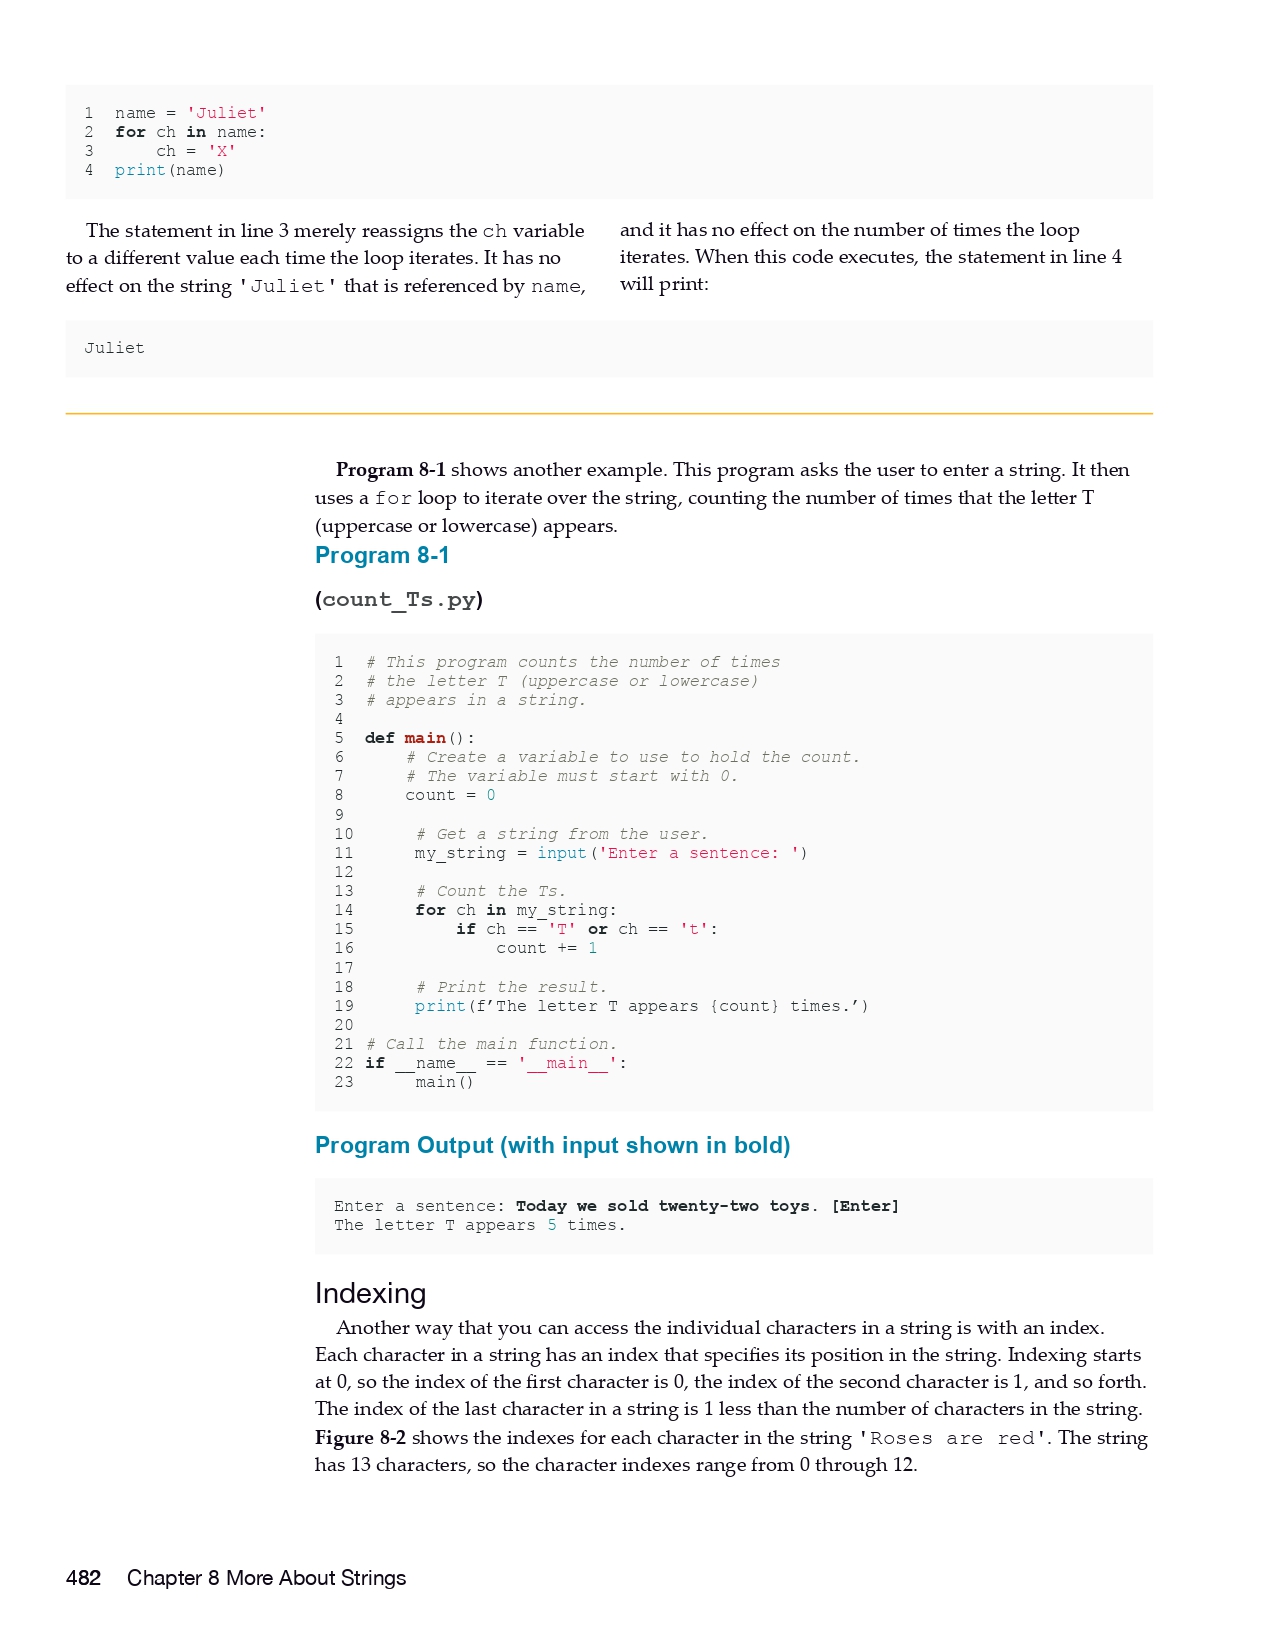 1  name = 'Juliet'
2  for ch in name:
3      ch = 'X'
4  print(name)
The statement in line 3 merely reassigns the ch variable
to a different value each time the loop iterates. It has no
effect on the string 'Juliet' that is referenced by name,
and it has no effect on the number of times the loop
iterates. When this code executes, the statement in line 4
will print:
Juliet
Program 8-1 shows another example. This program asks the user to enter a string. It then
uses a for loop to iterate over the string, counting the number of times that the letter T
(uppercase or lowercase) appears.
Program 8-1
(count_Ts.py)
1  # This program counts the number of times
2  # the letter T (uppercase or lowercase)
3  # appears in a string.
4
5  def main():
6      # Create a variable to use to hold the count.
7      # The variable must start with 0.
8      count = 0
9
10      # Get a string from the user.
11      my_string = input('Enter a sentence: ')
12
13      # Count the Ts.
14      for ch in my_string:
15          if ch == 'T' or ch == 't':
16              count += 1
17
18      # Print the result.
19      print(f’The letter T appears {count} times.’)
20
21 # Call the main function.
22 if __name__ == '__main__':
23      main()
Program Output (with input shown in bold)
Enter a sentence: Today we sold twenty-two toys. [Enter]
The letter T appears 5 times.
Indexing
Another way that you can access the individual characters in a string is with an index.
Each character in a string has an index that specifies its position in the string. Indexing starts
at 0, so the index of the first character is 0, the index of the second character is 1, and so forth.
The index of the last character in a string is 1 less than the number of characters in the string.
Figure 8-2 shows the indexes for each character in the string 'Roses are red'. The string
has 13 characters, so the character indexes range from 0 through 12.
482 Chapter 8 More About Strings